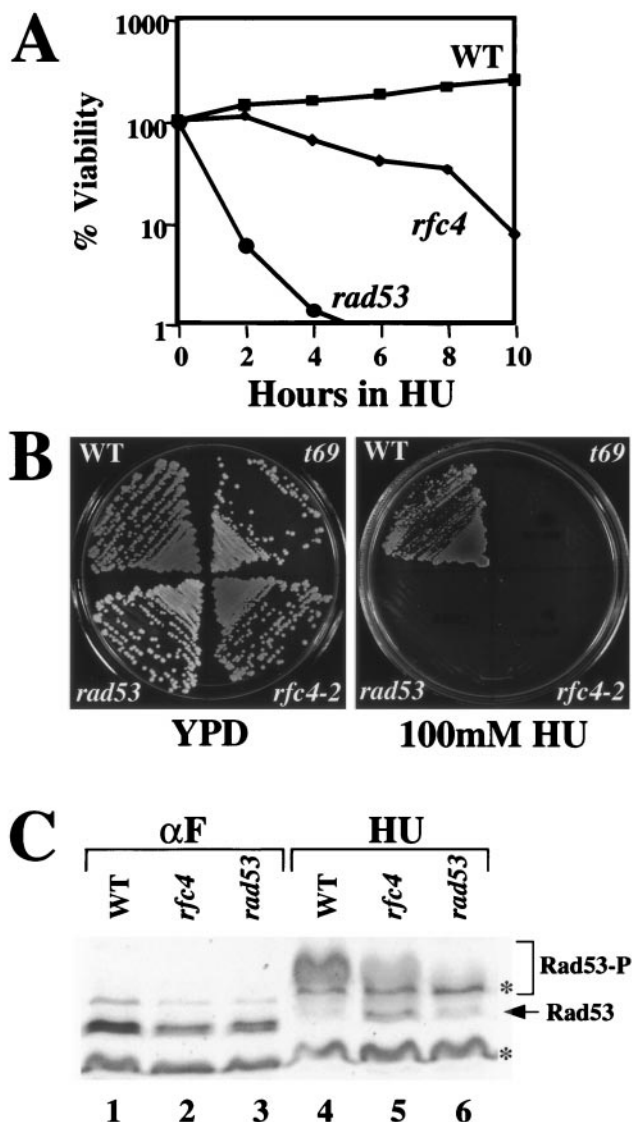 A
1000
100
10
1
% Viability
WT
rfc4
rad53
0 2 4 6 8 10
Hours in HU
B
WT t69
rad53 rfc4-2
YPD
WT t69
rad53 rfc4-2
100mM HU
C
αF HU
WT rfc4 rad53 WT rfc4 rad53
Rad53-P
*
Rad53
*
1 2 3 4 5 6